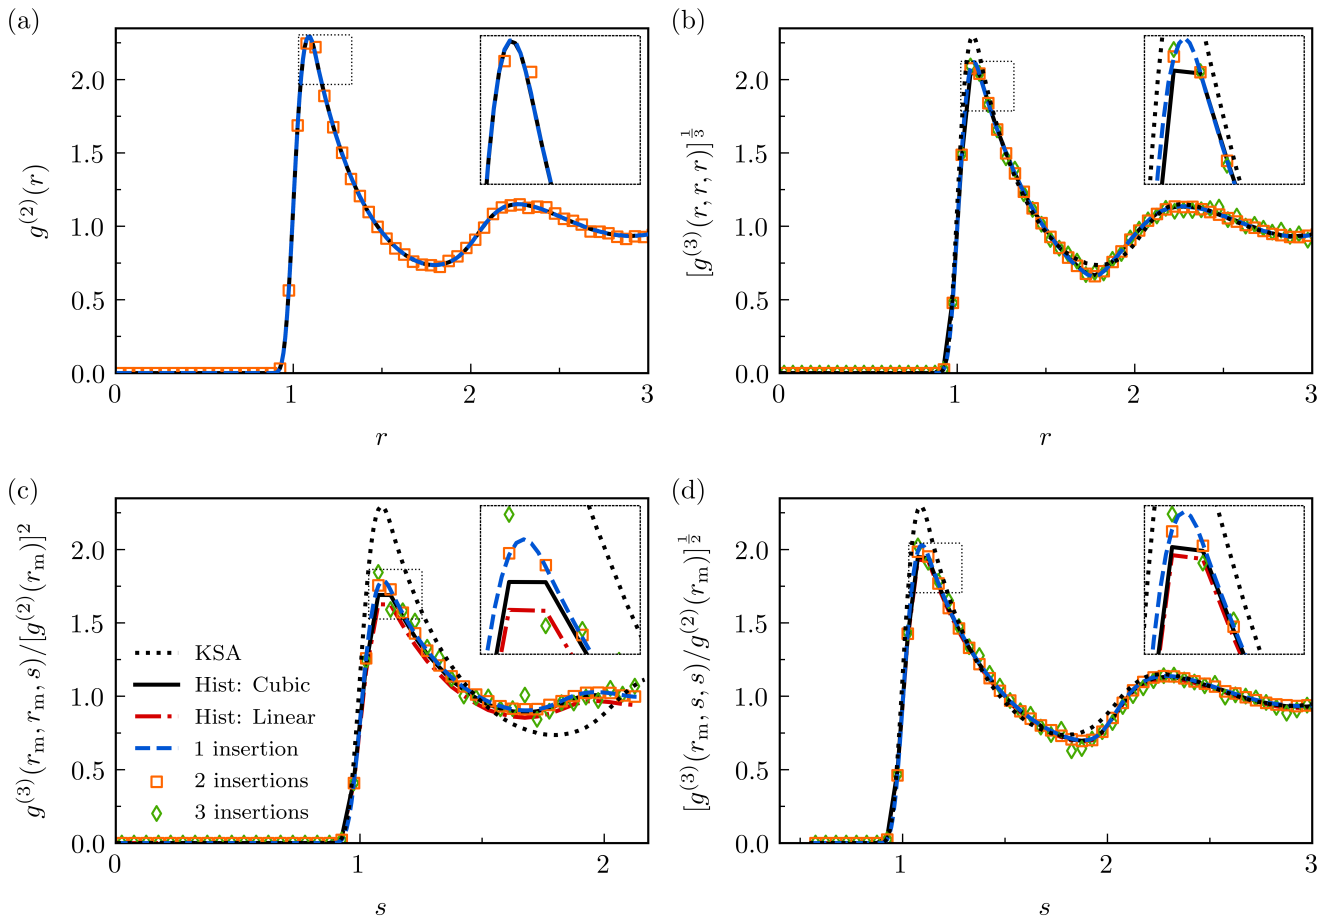 (a)
2.0
1.5
1.0
0.5
0.0
g^{(2)}(r)
0 1 2 3
r
(b)
2.0
1.5
1.0
0.5
0.0
[g^{(3)}(r, r, r)]^{\frac{1}{3}}
0 1 2 3
r
(c)
2.0
1.5
1.0
0.5
0.0
g^{(3)}(r_m, r_m, s)/[g^{(2)}(r_m)]^2
KSA
Hist: Cubic
Hist: Linear
1 insertion
2 insertions
3 insertions
0 1 2
s
(d)
2.0
1.5
1.0
0.5
0.0
[g^{(3)}(r_m, s, s)/g^{(2)}(r_m)]^{\frac{1}{2}}
1 2 3
s